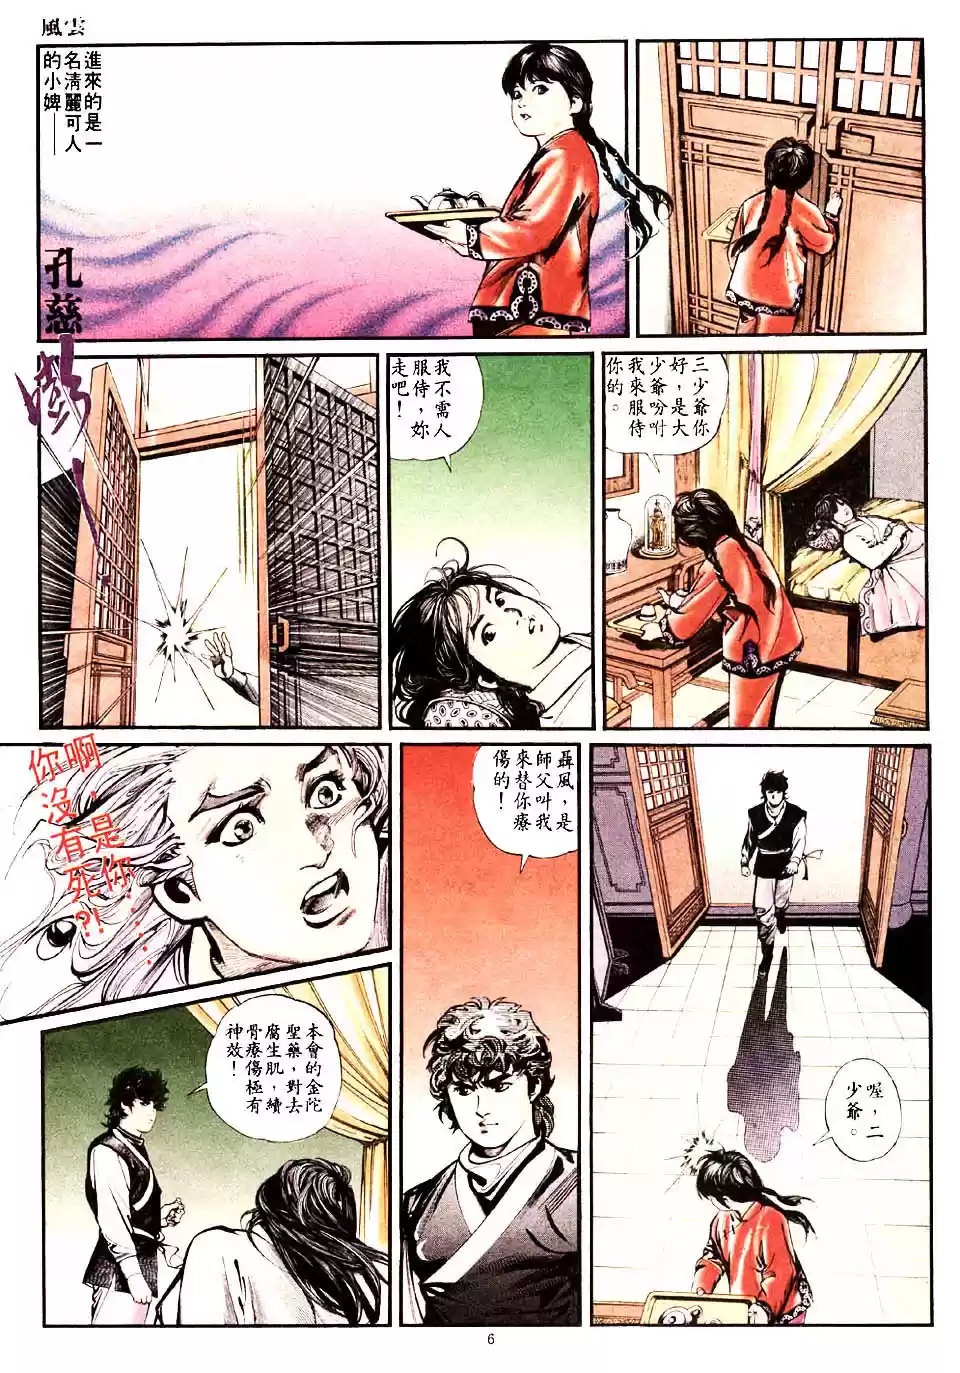 風雲
進來的是一
名清麗可人
的小婢——
孔慈
三少爺你
好，是大
少爺吩咐
我來服侍
你的。
我不需人
服侍，妳
走吧！
喔，二
少爺。
聶風，是
師父叫我
來替你療
傷的！
啊，是你......
你沒有死?!
本會的金陀
聖藥，對去
腐生肌，續
骨療傷極有
神效！
6